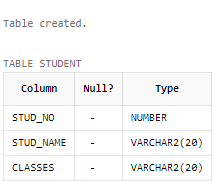 Table created.
TABLE STUDENT
Column Null? Type
STUD_NO - NUMBER
STUD_NAME - VARCHAR2(20)
CLASSES - VARCHAR2(20)